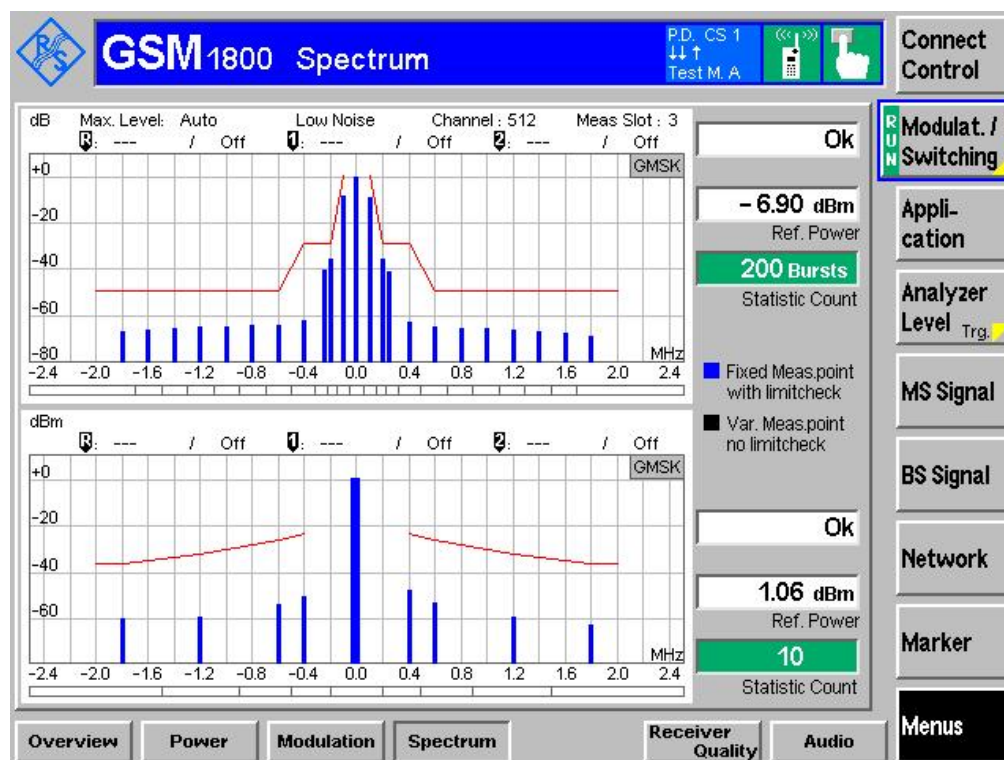 R&S
GSM1800 Spectrum
P.D. CS 1
Test M. A
Connect Control
dB Max. Level: Auto Low Noise Channel : 512 Meas Slot : 3
R: --- / Off 1: --- / Off 2: --- / Off
GMSK
+0
-20
-40
-60
-80
MHz
-2.4 -2.0 -1.6 -1.2 -0.8 -0.4 0.0 0.4 0.8 1.2 1.6 2.0 2.4
Ok
- 6.90 dBm
Ref. Power
200 Bursts
Statistic Count
Fixed Meas.point
with limitcheck
Var. Meas.point
no limitcheck
dBm
R: --- / Off 1: --- / Off 2: --- / Off
GMSK
+0
-20
-40
-60
MHz
-2.4 -2.0 -1.6 -1.2 -0.8 -0.4 0.0 0.4 0.8 1.2 1.6 2.0 2.4
Ok
1.06 dBm
Ref. Power
10
Statistic Count
RUN
Modulat. /
Switching
Appli-
cation
Analyzer
Level Trg.
MS Signal
BS Signal
Network
Marker
Menus
Overview Power Modulation Spectrum Receiver Quality Audio